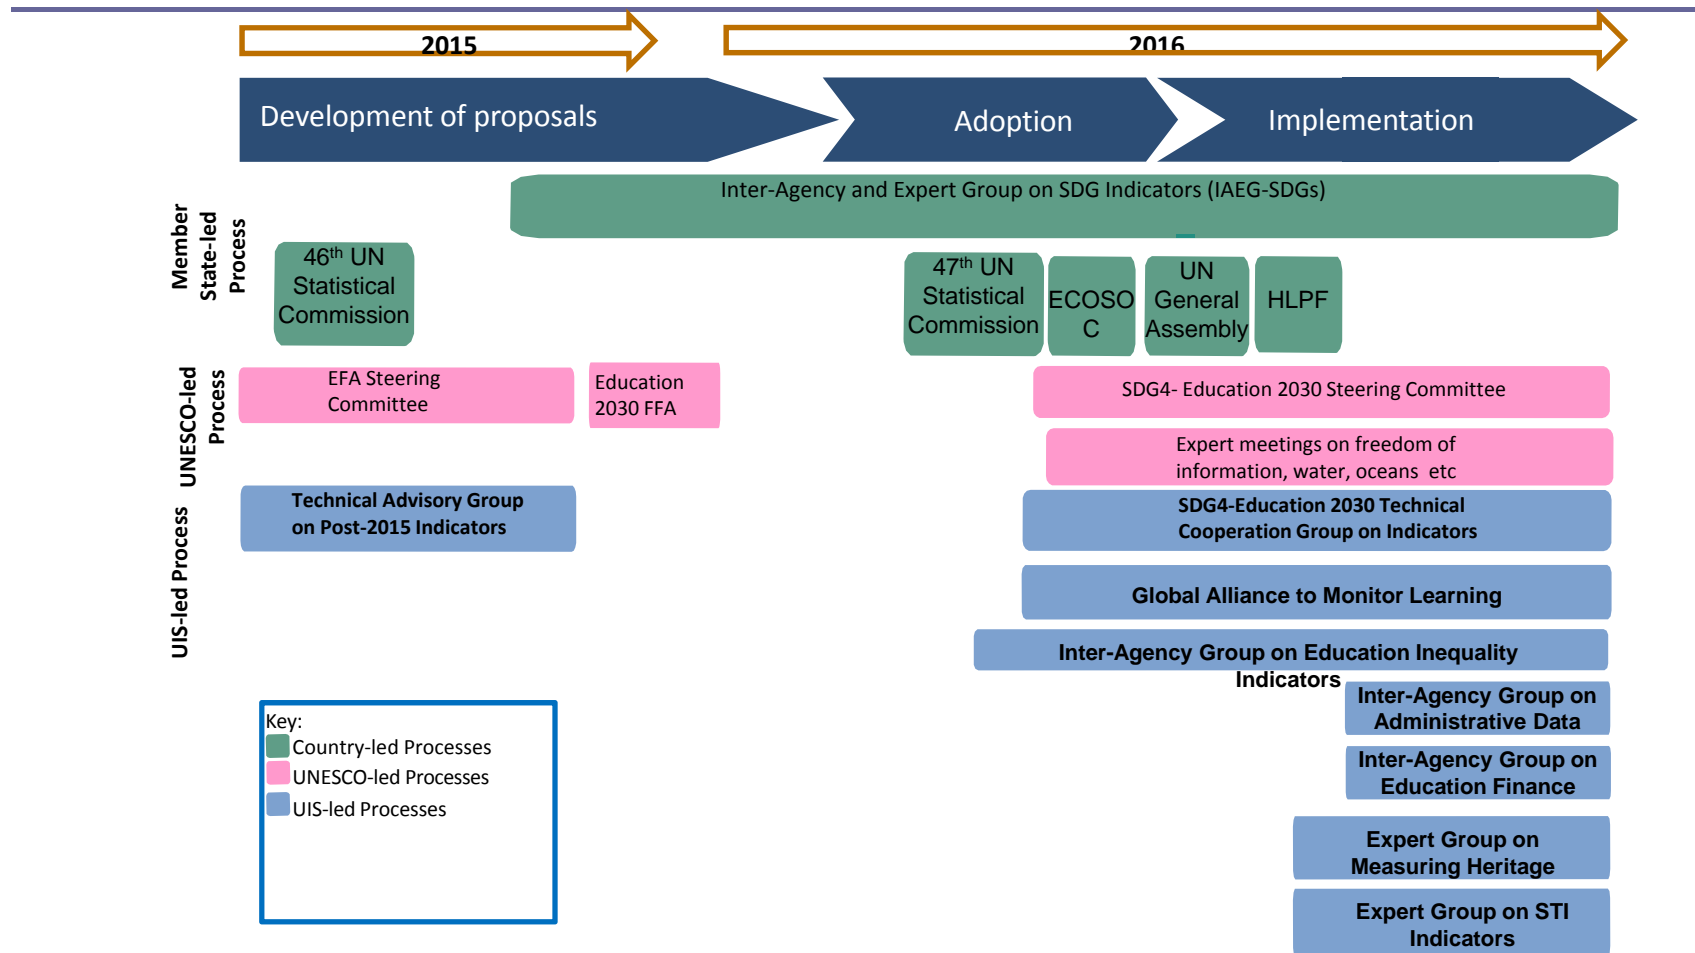 2015
2016
Development of proposals
Adoption
Implementation
Member
State-led
Process
Inter-Agency and Expert Group on SDG Indicators (IAEG-SDGs)
46th UN
Statistical
Commission
47th UN
Statistical
Commission
ECOSO
C
UN
General
Assembly
HLPF
UNESCO-led
Process
EFA Steering
Committee
Education
2030 FFA
SDG4- Education 2030 Steering Committee
Expert meetings on freedom of
information, water, oceans etc
UIS-led Process
Technical Advisory Group
on Post-2015 Indicators
SDG4-Education 2030 Technical
Cooperation Group on Indicators
Global Alliance to Monitor Learning
Inter-Agency Group on Education Inequality
Indicators
Inter-Agency Group on
Administrative Data
Inter-Agency Group on
Education Finance
Expert Group on
Measuring Heritage
Expert Group on STI
Indicators
Key:
Country-led Processes
UNESCO-led Processes
UIS-led Processes